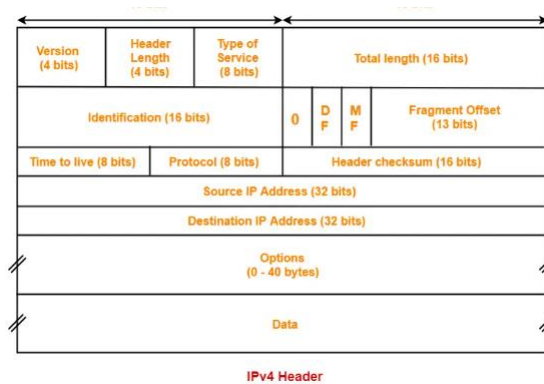 Version
(4 bits)
Header
Length
(4 bits)
Type of
Service
(8 bits)
Total length (16 bits)
Identification (16 bits)
0
D
F
M
F
Fragment Offset
(13 bits)
Time to live (8 bits)
Protocol (8 bits)
Header checksum (16 bits)
Source IP Address (32 bits)
Destination IP Address (32 bits)
Options
(0 - 40 bytes)
Data
IPv4 Header